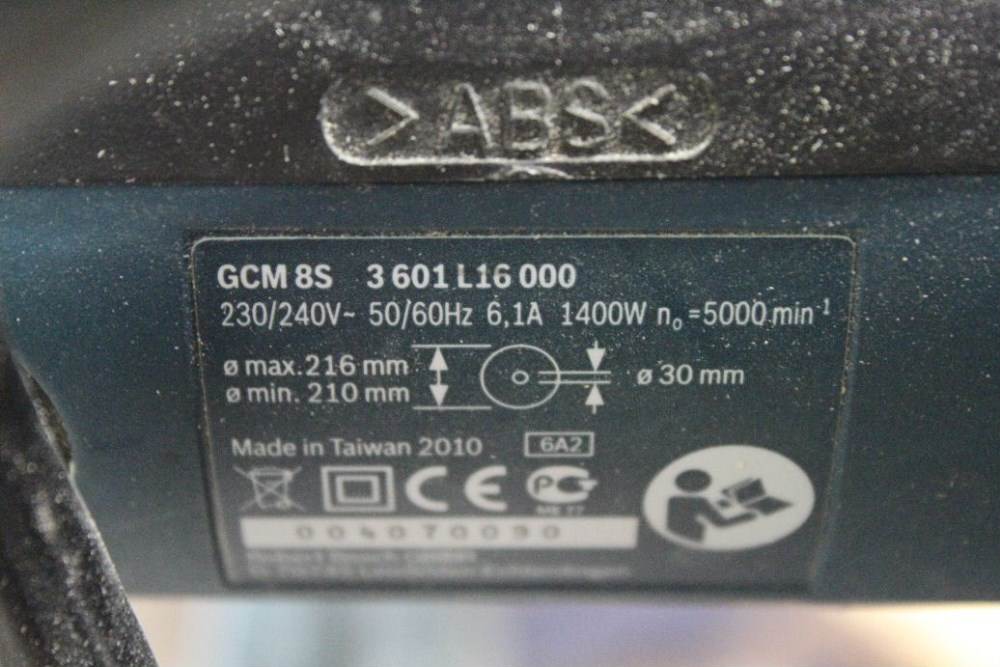 >ABS<
GCM 8S 3 601 L16 000
230/240V~ 50/60Hz 6,1A 1400W n₀=5000 min⁻¹
ø max.216 mm
ø min. 210 mm
ø 30 mm
Made in Taiwan 2010 6A2
CE
004070090